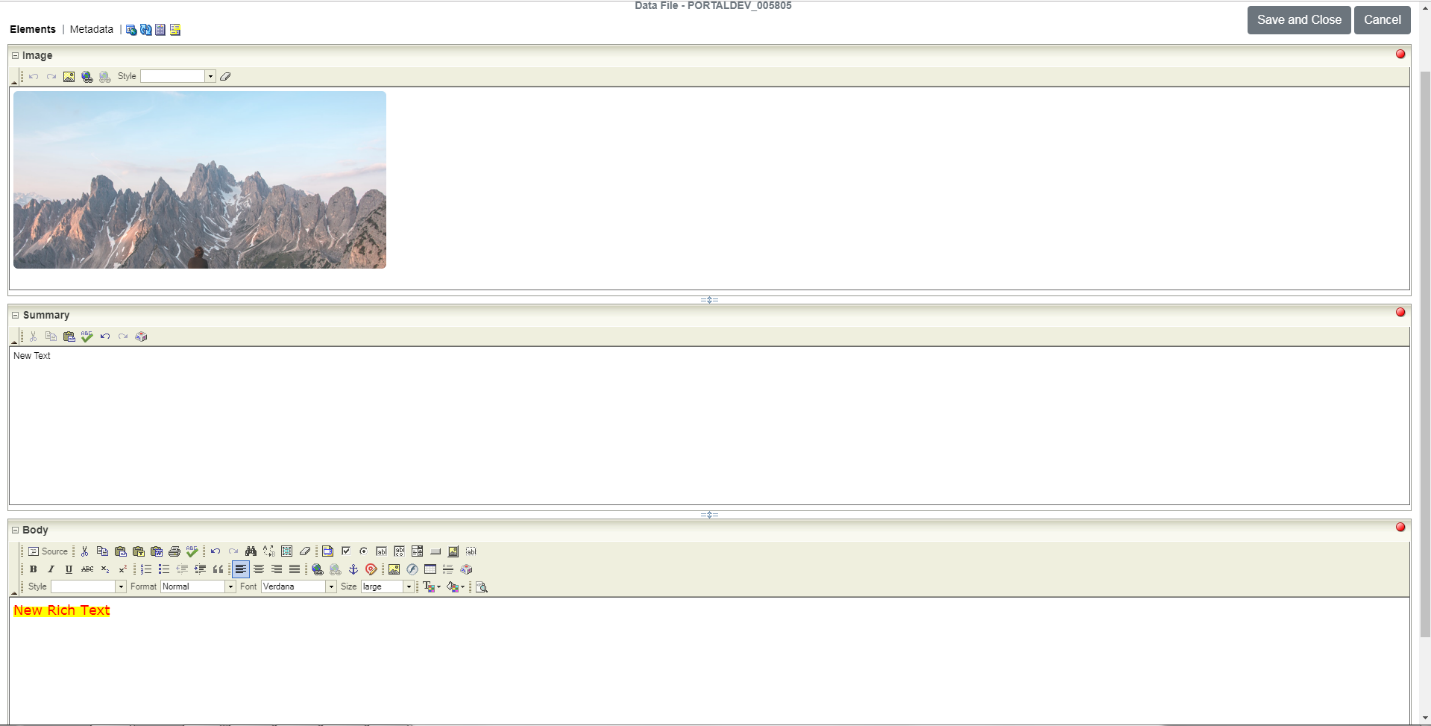 Data File - PORTALDEV_005805
Save and Close Cancel
Elements | Metadata |
Image
Style
Summary
New Text
Body
Source
Style Format Normal Font Verdana Size large
New Rich Text